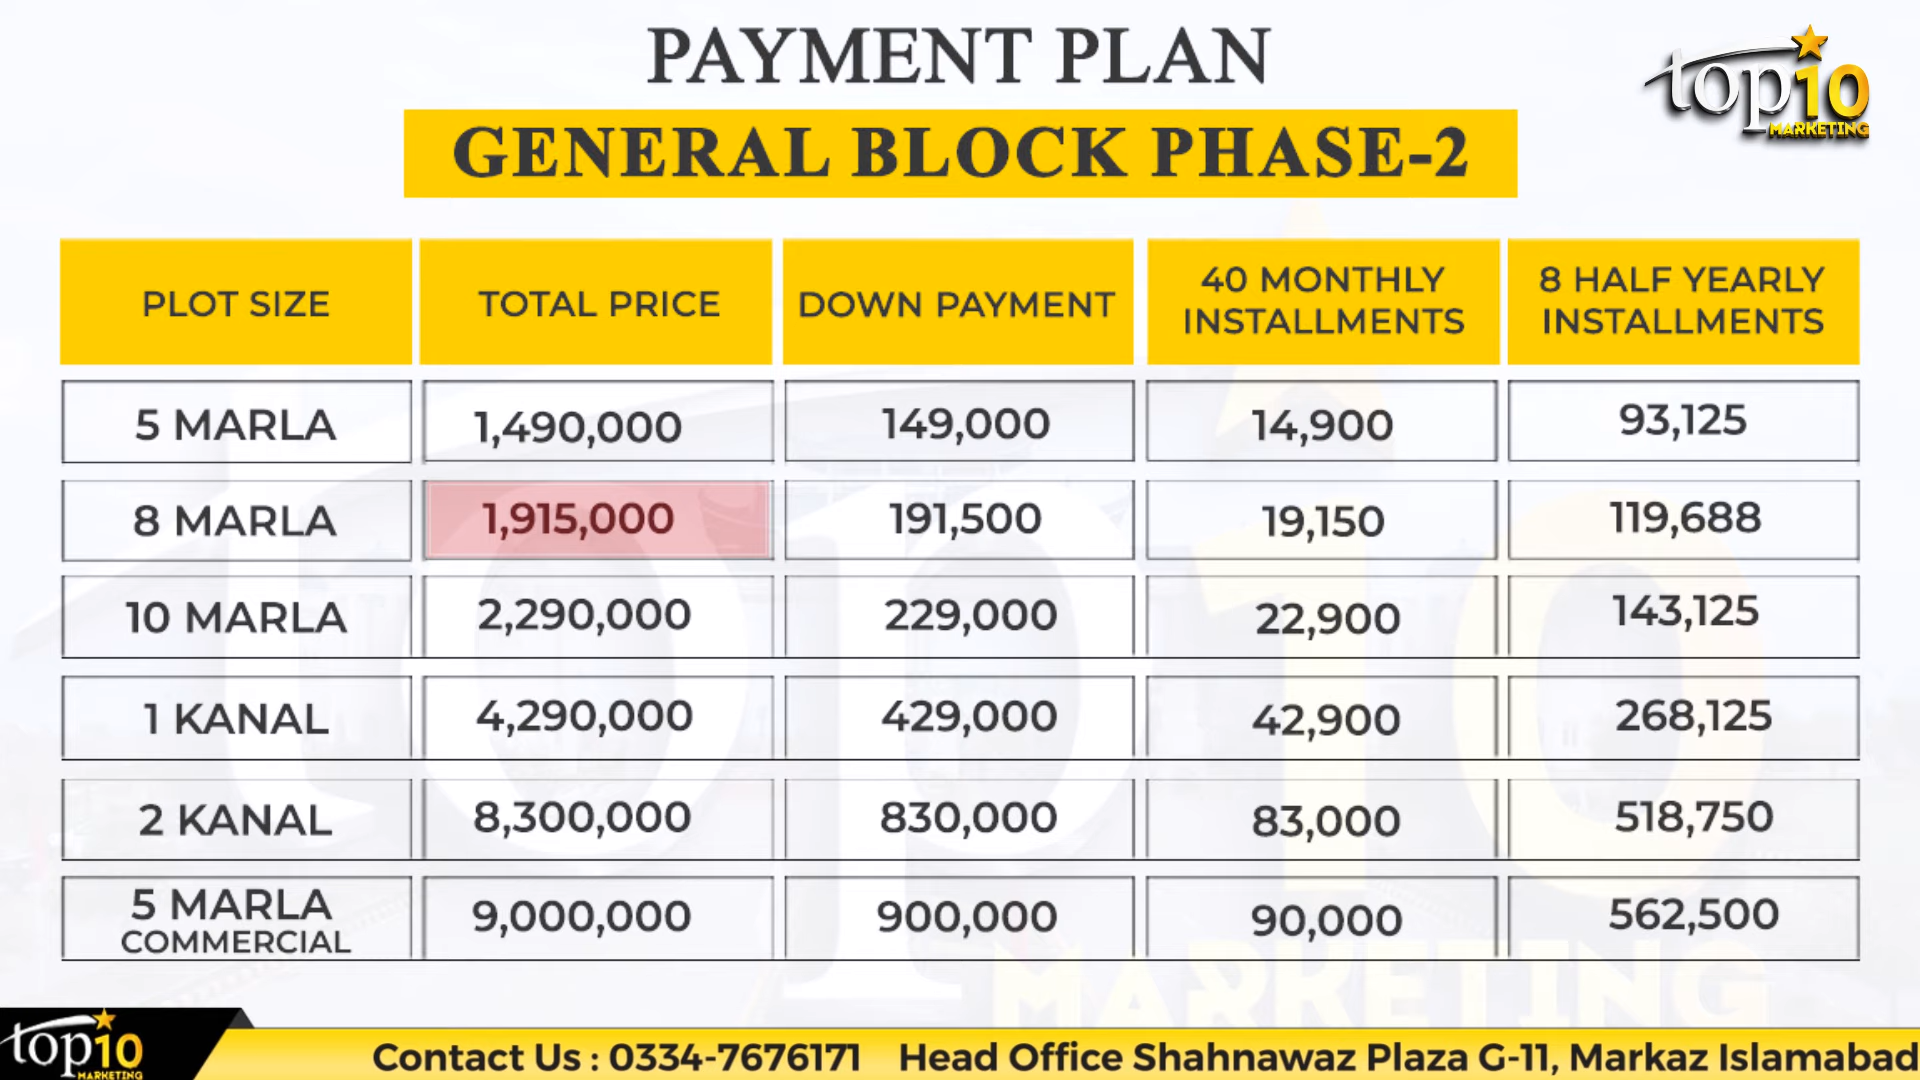 PAYMENT PLAN
GENERAL BLOCK PHASE-2
top10
MARKETING
PLOT SIZE
TOTAL PRICE
DOWN PAYMENT
40 MONTHLY
INSTALLMENTS
8 HALF YEARLY
INSTALLMENTS
5 MARLA
1,490,000
149,000
14,900
93,125
8 MARLA
1,915,000
191,500
19,150
119,688
10 MARLA
2,290,000
229,000
22,900
143,125
1 KANAL
4,290,000
429,000
42,900
268,125
2 KANAL
8,300,000
830,000
83,000
518,750
5 MARLA
COMMERCIAL
9,000,000
900,000
90,000
562,500
top10
MARKETING
top10
MARKETING
Contact Us : 0334-7676171 Head Office Shahnawaz Plaza G-11, Markaz Islamabad